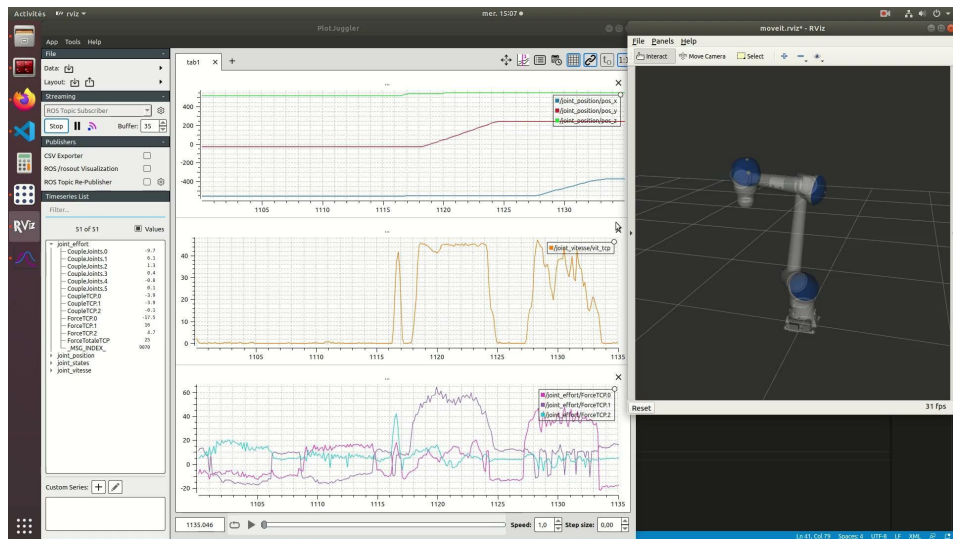 Activités
RViz
mer. 15:07
PlotJuggler
moveit.rviz* - RViz
App Tools Help
File Panels Help
Interact Move Camera Select
File
Data:
Layout:
Streaming
ROS Topic Subscriber
Stop Buffer: 35
Publishers
CSV Exporter
ROS /rosout Visualization
ROS Topic Re-Publisher
Timeseries List
Filter...
51 of 51 Values
joint_effort
CoupleJoints.0 -9.7
CoupleJoints.1 6.1
CoupleJoints.2 1.3
CoupleJoints.3 0.4
CoupleJoints.4 -0.8
CoupleJoints.5 0.1
CoupleTCP.0 -3.9
CoupleTCP.1 -3.8
CoupleTCP.2 -0.3
ForceTCP.0 -17.5
ForceTCP.1 16
ForceTCP.2 4.7
ForceTotaleTCP 25
_MSG_INDEX_ 9070
joint_position
joint_states
joint_vitesse
Custom Series:
tab1 x +
...
/joint_position/pos_x
/joint_position/pos_y
/joint_position/pos_z
400
200
0
-200
-400
1105 1110 1115 1120 1125 1130
...
/joint_vitesse/vit_tcp
40
30
20
10
0
1105 1110 1115 1120 1125 1130 1135
...
/joint_effort/ForceTCP.0
/joint_effort/ForceTCP.1
/joint_effort/ForceTCP.2
60
40
20
0
-20
1105 1110 1115 1120 1125 1130 1135
1135.046
Speed: 1,0 Step size: 0,00
Reset
31 fps
RViz
Ln 41, Col 79 Spaces: 4 UTF-8 LF XML